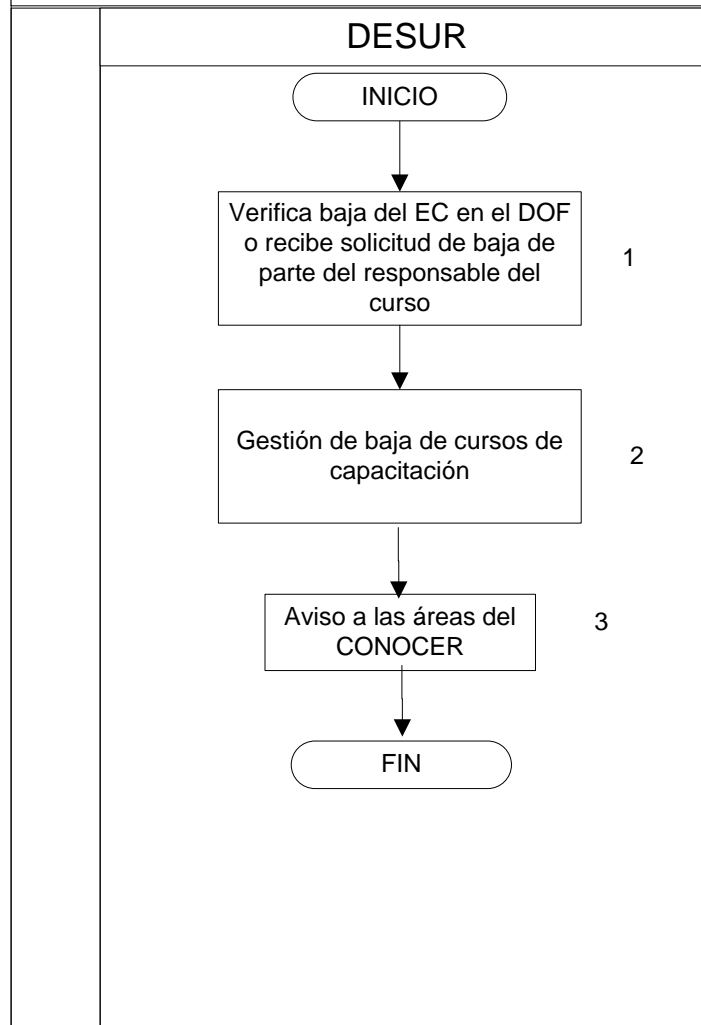 DESUR
INICIO
Verifica baja del EC en el DOF
o recibe solicitud de baja de
parte del responsable del
curso
1
Gestión de baja de cursos de
capacitación
2
Aviso a las áreas del
CONOCER
3
FIN